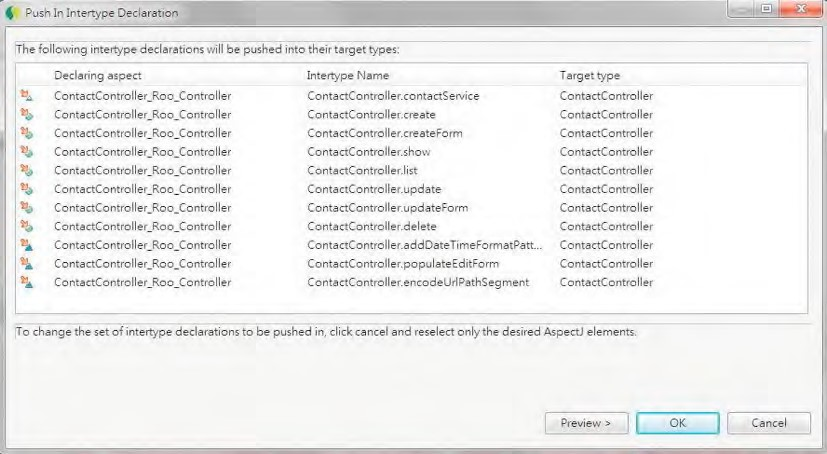 Push In Intertype Declaration
The following intertype declarations will be pushed into their target types:
Declaring aspect Intertype Name Target type
ContactController_Roo_Controller ContactController.contactService ContactController
ContactController_Roo_Controller ContactController.create ContactController
ContactController_Roo_Controller ContactController.createForm ContactController
ContactController_Roo_Controller ContactController.show ContactController
ContactController_Roo_Controller ContactController.list ContactController
ContactController_Roo_Controller ContactController.update ContactController
ContactController_Roo_Controller ContactController.updateForm ContactController
ContactController_Roo_Controller ContactController.delete ContactController
ContactController_Roo_Controller ContactController.addDateTimeFormatPatt... ContactController
ContactController_Roo_Controller ContactController.populateEditForm ContactController
ContactController_Roo_Controller ContactController.encodeUrlPathSegment ContactController
To change the set of intertype declarations to be pushed in, click cancel and reselect only the desired AspectJ elements.
Preview > OK Cancel